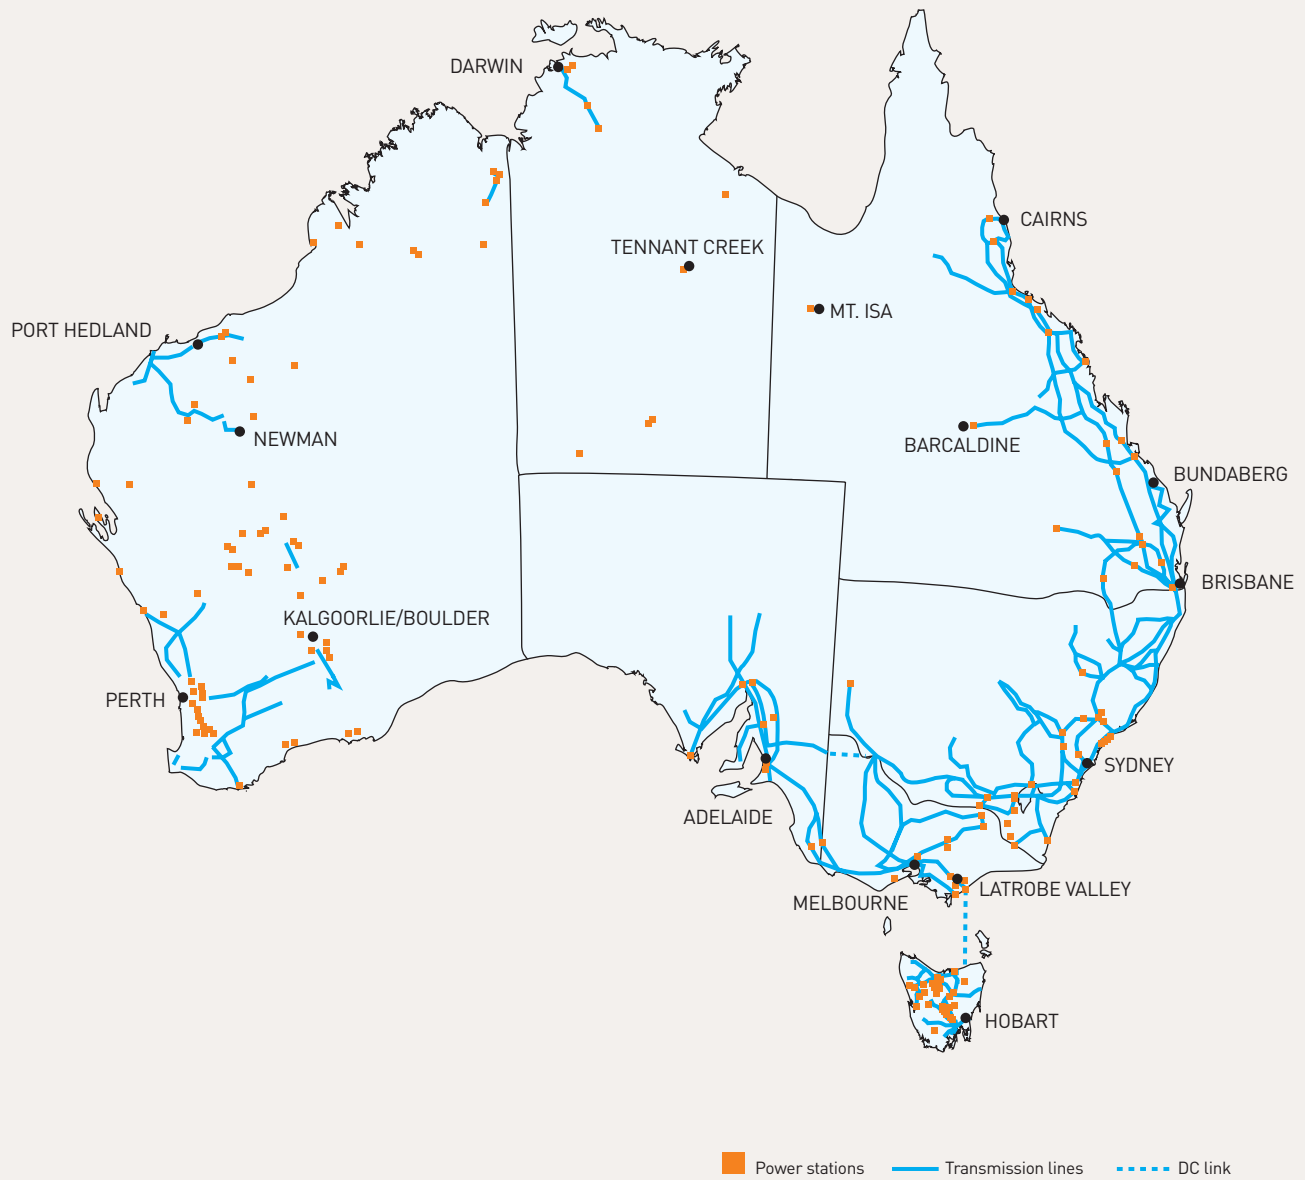 DARWIN
CAIRNS
TENNANT CREEK
MT. ISA
PORT HEDLAND
NEWMAN
BARCALDINE
BUNDABERG
BRISBANE
KALGOORLIE/BOULDER
PERTH
SYDNEY
ADELAIDE
LATROBE VALLEY
MELBOURNE
HOBART
Power stations
Transmission lines
DC link